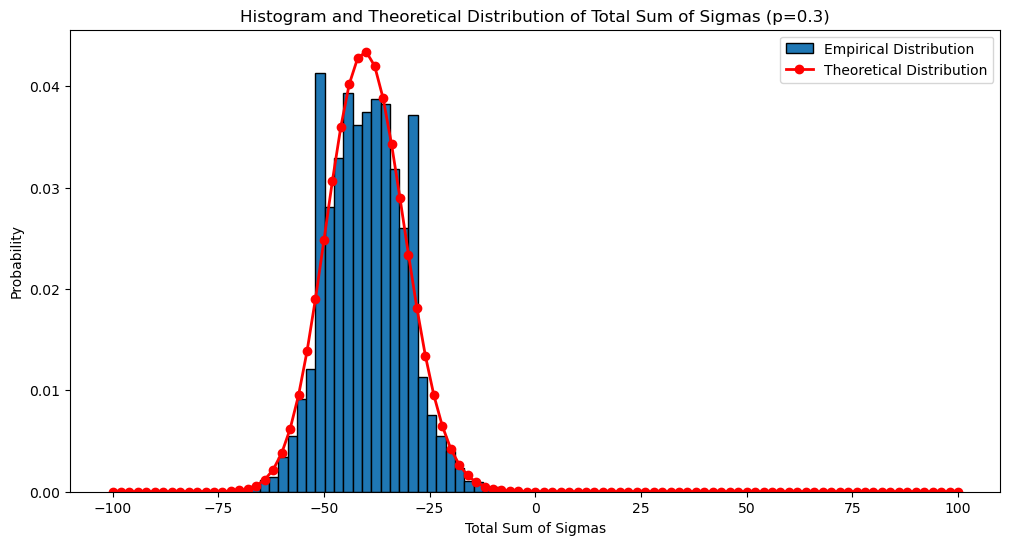 Histogram and Theoretical Distribution of Total Sum of Sigmas (p=0.3)
Empirical Distribution
Theoretical Distribution
Probability
0.04
0.03
0.02
0.01
0.00
−100
−75
−50
−25
0
25
50
75
100
Total Sum of Sigmas